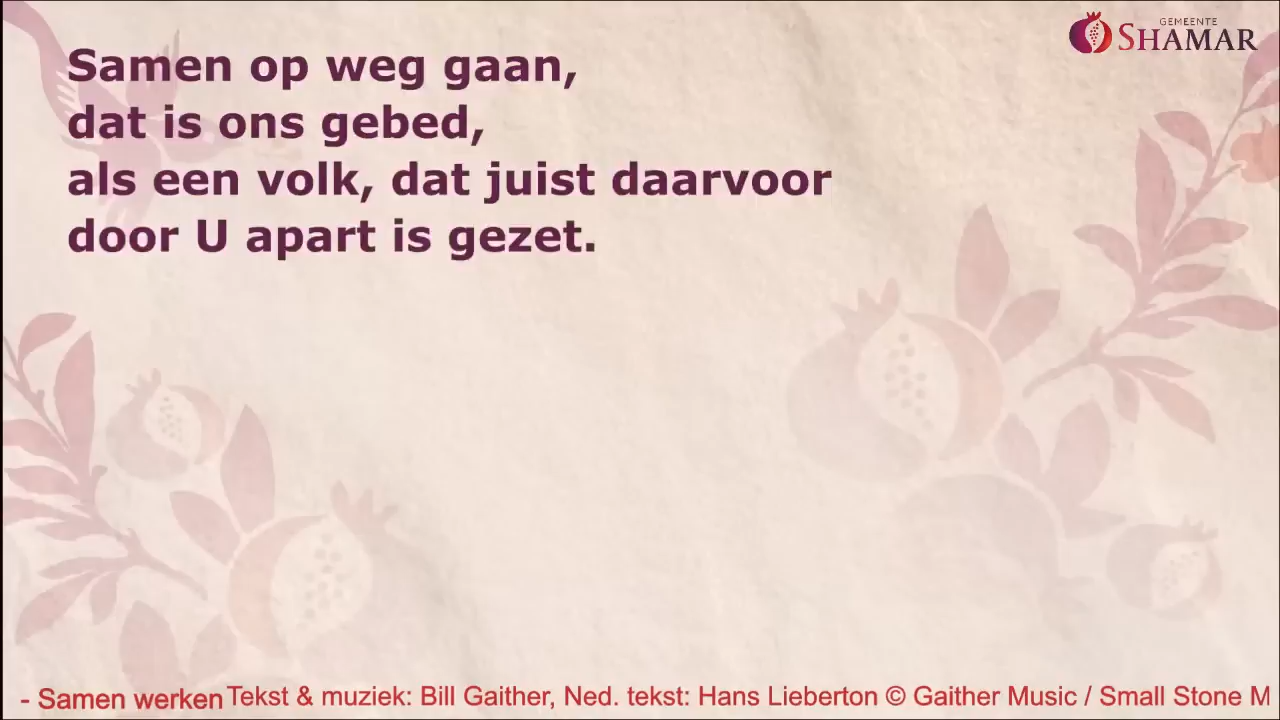 GEMEENTE
SHAMAR
Samen op weg gaan,
dat is ons gebed,
als een volk, dat juist daarvoor
door U apart is gezet.
- Samen werken Tekst & muziek: Bill Gaither, Ned. tekst: Hans Lieberton © Gaither Music / Small Stone M